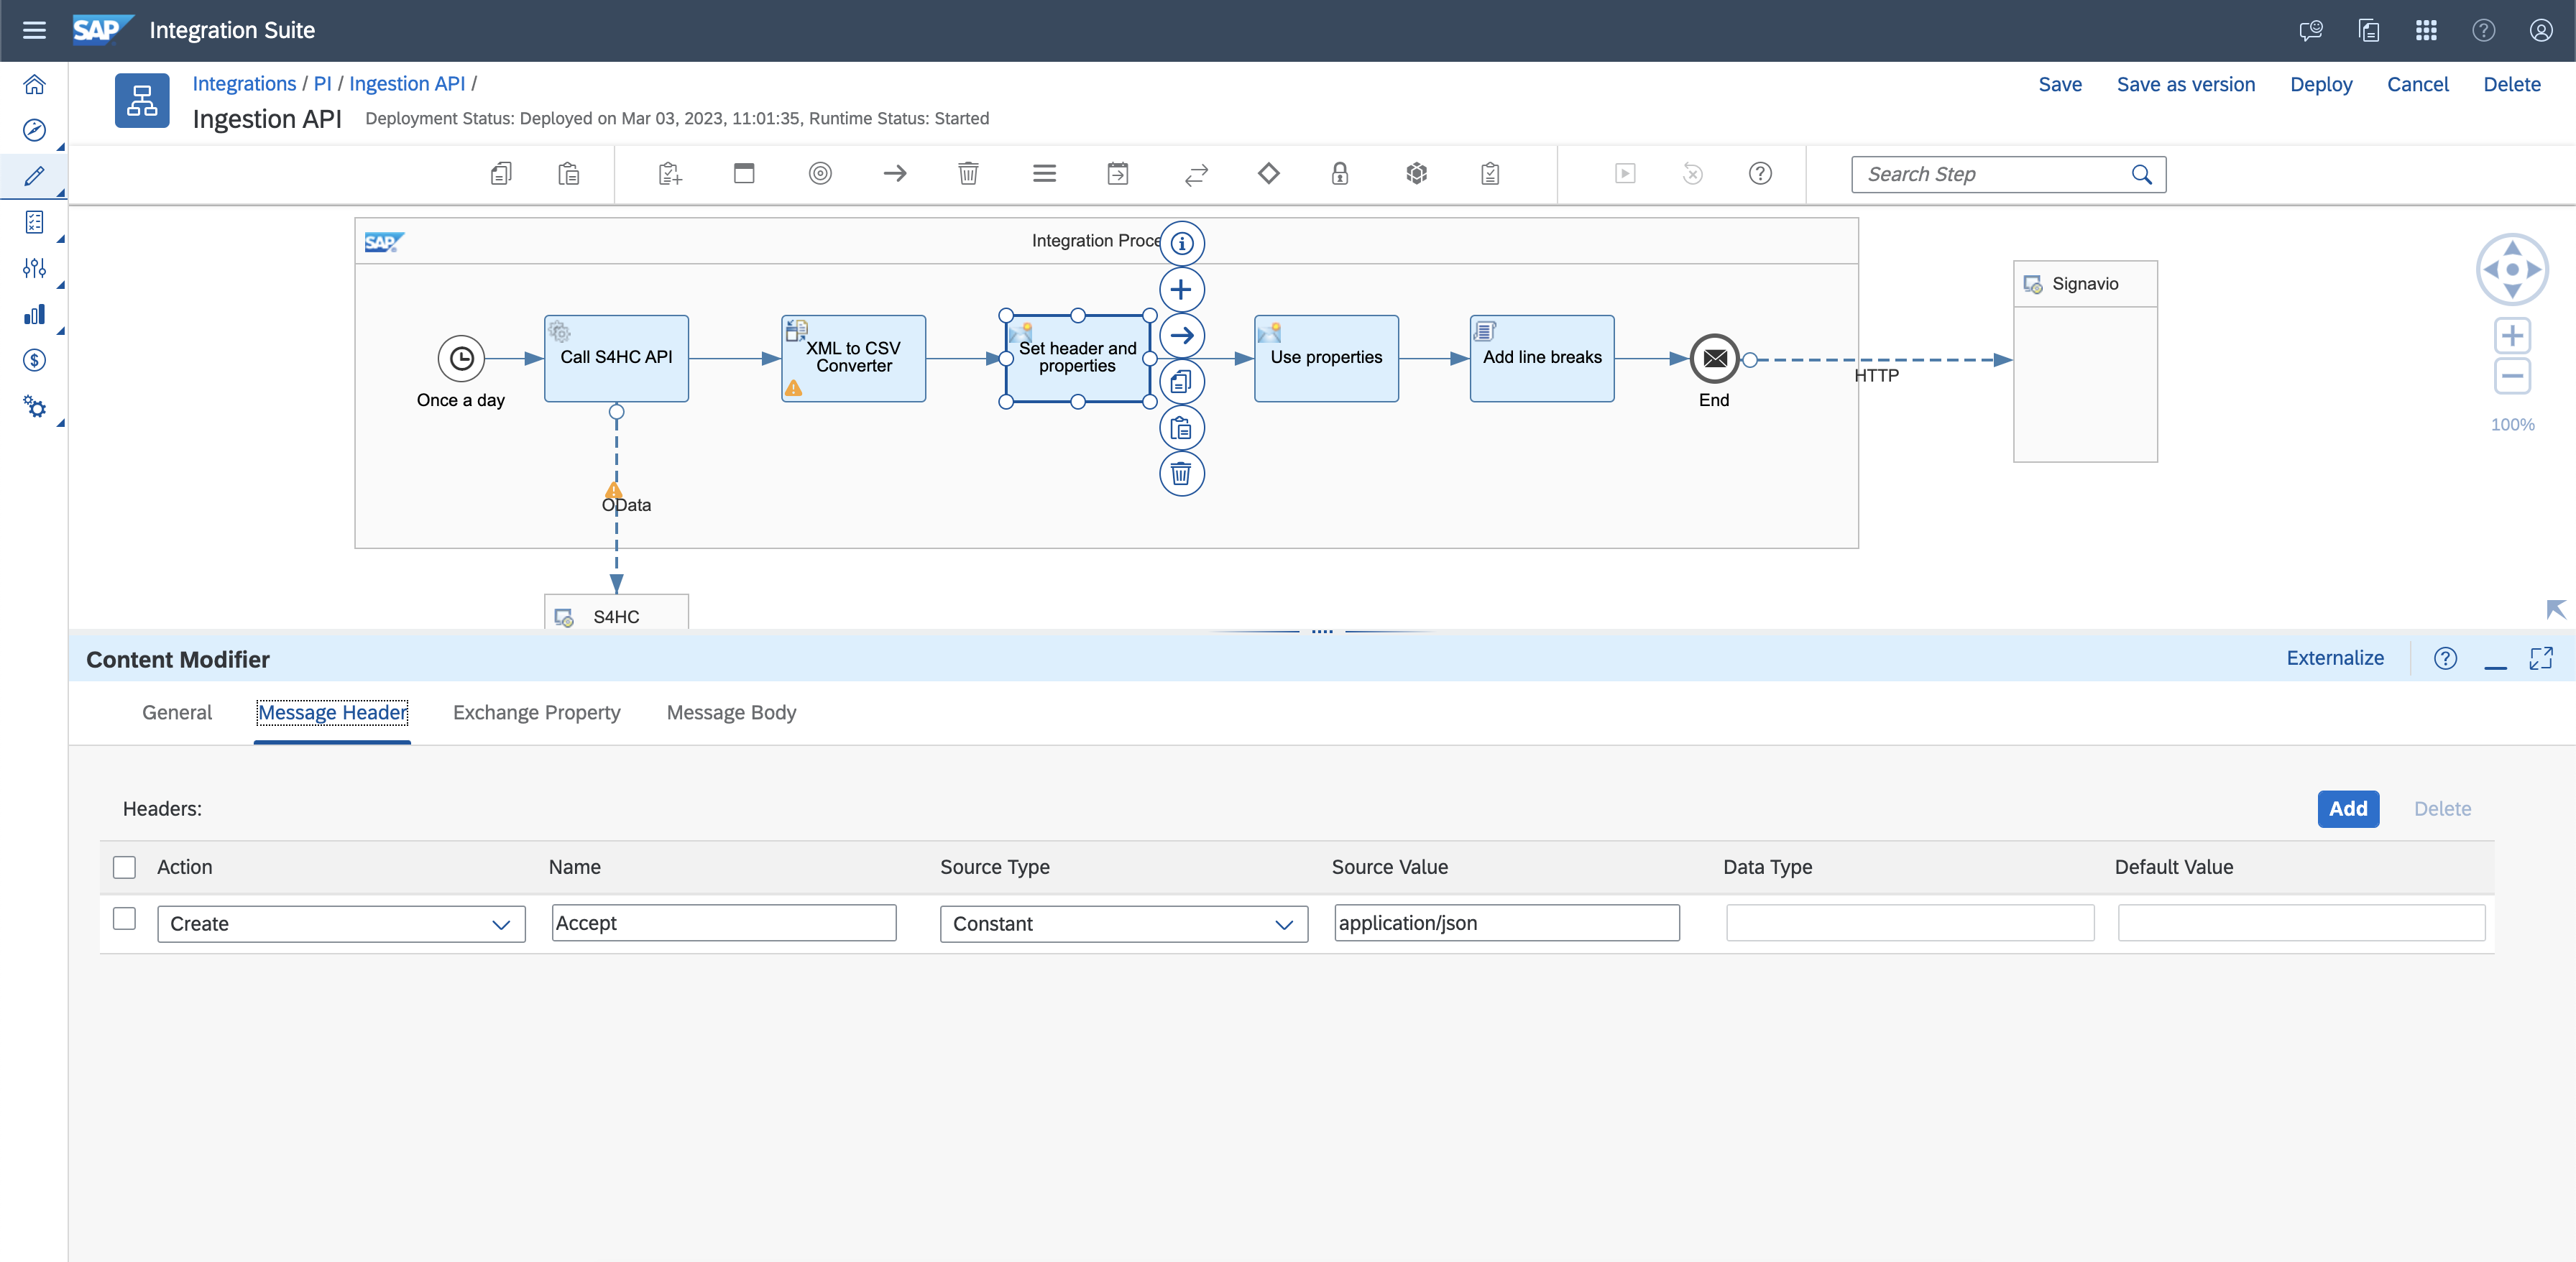 SAP Integration Suite
Integrations / PI / Ingestion API /
Save Save as version Deploy Cancel Delete
Ingestion API Deployment Status: Deployed on Mar 03, 2023, 11:01:35, Runtime Status: Started
Search Step
SAP Integration Proce
Signavio
Call S4HC API
XML to CSV
Converter
Set header and
properties
Use properties
Add line breaks
HTTP
Once a day
End
100%
OData
S4HC
Content Modifier Externalize
General Message Header Exchange Property Message Body
Headers: Add Delete
Action Name Source Type Source Value Data Type Default Value
Create Accept Constant application/json